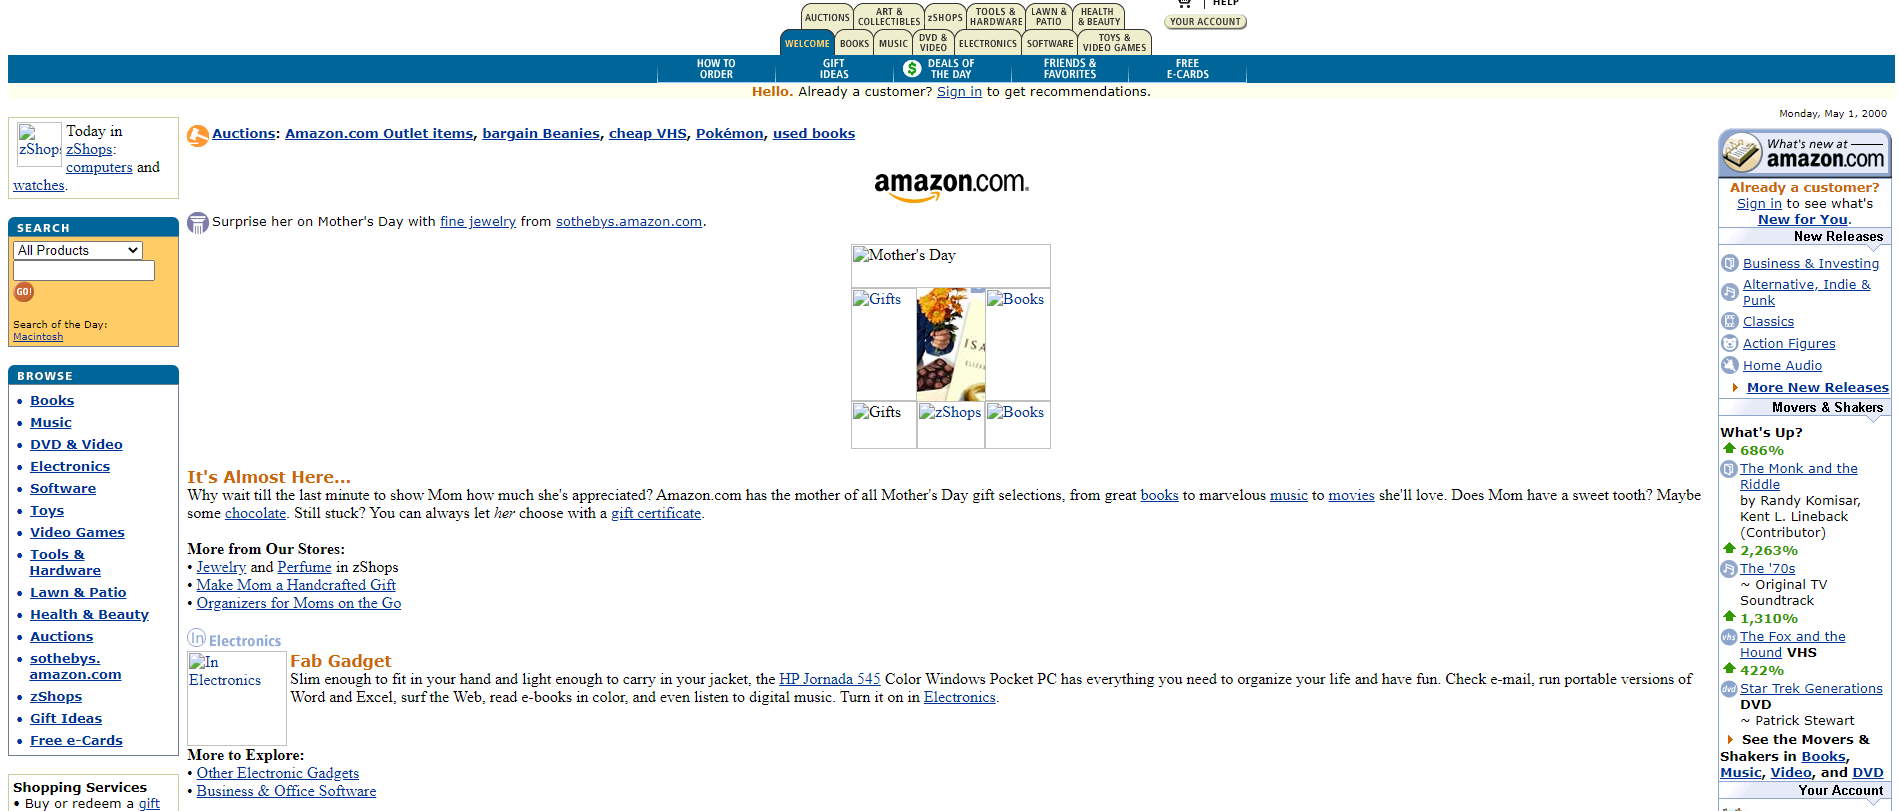 HELP
AUCTIONS
ART &
COLLECTIBLES
zSHOPS
TOOLS &
HARDWARE
LAWN &
PATIO
HEALTH
& BEAUTY
YOUR ACCOUNT
WELCOME
BOOKS
MUSIC
DVD &
VIDEO
ELECTRONICS
SOFTWARE
TOYS &
VIDEO GAMES
HOW TO
ORDER
GIFT
IDEAS
$
DEALS OF
THE DAY
FRIENDS &
FAVORITES
FREE
E-CARDS
Hello. Already a customer? Sign in to get recommendations.
Monday, May 1, 2000
zShops
Today in
zShops:
computers and
watches.
SEARCH
All Products
GO!
Search of the Day:
Macintosh
BROWSE
• Books
• Music
• DVD & Video
• Electronics
• Software
• Toys
• Video Games
• Tools &
Hardware
• Lawn & Patio
• Health & Beauty
• Auctions
• sothebys.
amazon.com
• zShops
• Gift Ideas
• Free e-Cards
Shopping Services
• Buy or redeem a gift
Auctions: Amazon.com Outlet items, bargain Beanies, cheap VHS, Pokémon, used books
amazon.com
Surprise her on Mother's Day with fine jewelry from sothebys.amazon.com.
Mother's Day
Gifts
ISA
ELIZA
Books
Gifts
zShops
Books
It's Almost Here...
Why wait till the last minute to show Mom how much she's appreciated? Amazon.com has the mother of all Mother's Day gift selections, from great books to marvelous music to movies she'll love. Does Mom have a sweet tooth? Maybe
some chocolate. Still stuck? You can always let her choose with a gift certificate.
More from Our Stores:
• Jewelry and Perfume in zShops
• Make Mom a Handcrafted Gift
• Organizers for Moms on the Go
In Electronics
In
Electronics
Fab Gadget
Slim enough to fit in your hand and light enough to carry in your jacket, the HP Jornada 545 Color Windows Pocket PC has everything you need to organize your life and have fun. Check e-mail, run portable versions of
Word and Excel, surf the Web, read e-books in color, and even listen to digital music. Turn it on in Electronics.
More to Explore:
• Other Electronic Gadgets
• Business & Office Software
What's new at
amazon.com
Already a customer?
Sign in to see what's
New for You.
New Releases
Business & Investing
Alternative, Indie &
Punk
Classics
Action Figures
Home Audio
More New Releases
Movers & Shakers
What's Up?
686%
The Monk and the
Riddle
by Randy Komisar,
Kent L. Lineback
(Contributor)
2,263%
The '70s
~ Original TV
Soundtrack
1,310%
vhs The Fox and the
Hound VHS
422%
dvd Star Trek Generations
DVD
~ Patrick Stewart
See the Movers &
Shakers in Books,
Music, Video, and DVD
Your Account